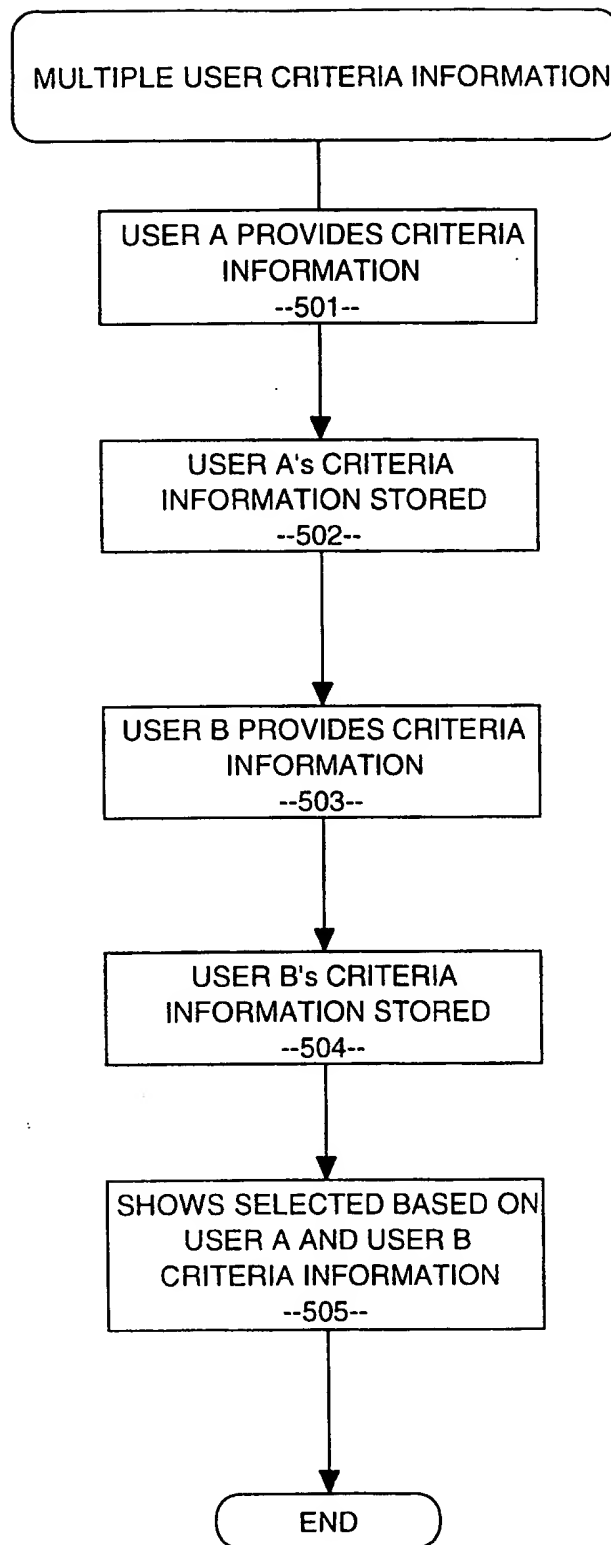 MULTIPLE USER CRITERIA INFORMATION
USER A PROVIDES CRITERIA
INFORMATION
--501--
USER A's CRITERIA
INFORMATION STORED
--502--
USER B PROVIDES CRITERIA
INFORMATION
--503--
USER B's CRITERIA
INFORMATION STORED
--504--
SHOWS SELECTED BASED ON
USER A AND USER B
CRITERIA INFORMATION
--505--
END